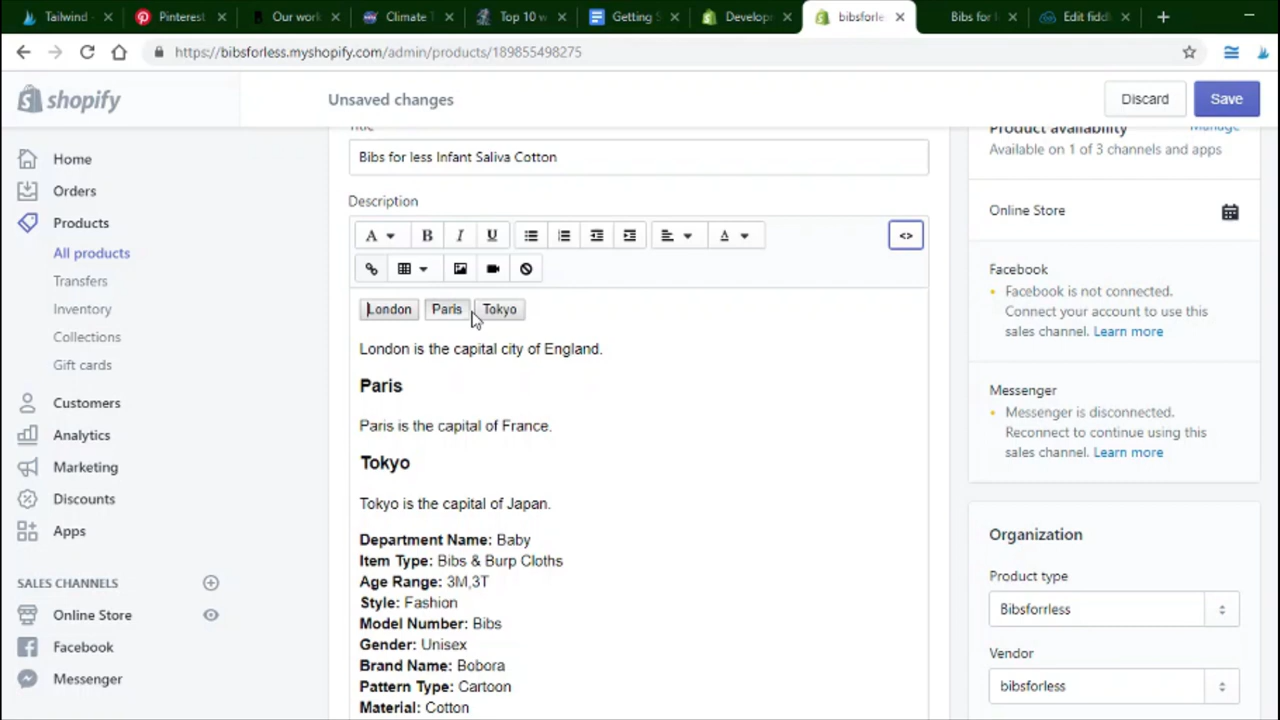 Tailwind -
Pinterest
Our work
Climate
Top 10 w
Getting S
Develop
bibsforle
Bibs for
Edit fiddl
https://bibsforless.myshopify.com/admin/products/189855498275
shopify
Unsaved changes
Discard
Save
Home
Orders
Products
All products
Transfers
Inventory
Collections
Gift cards
Customers
Analytics
Marketing
Discounts
Apps
SALES CHANNELS
Online Store
Facebook
Messenger
Title
Bibs for less Infant Saliva Cotton
Description
A B I U A <>
London Paris Tokyo
London is the capital city of England.
Paris
Paris is the capital of France.
Tokyo
Tokyo is the capital of Japan.
Department Name: Baby
Item Type: Bibs & Burp Cloths
Age Range: 3M,3T
Style: Fashion
Model Number: Bibs
Gender: Unisex
Brand Name: Bobora
Pattern Type: Cartoon
Material: Cotton
Product availability Manage
Available on 1 of 3 channels and apps
Online Store
Facebook
Facebook is not connected.
Connect your account to use this
sales channel. Learn more
Messenger
Messenger is disconnected.
Reconnect to continue using this
sales channel. Learn more
Organization
Product type
Bibsforrless
Vendor
bibsforless